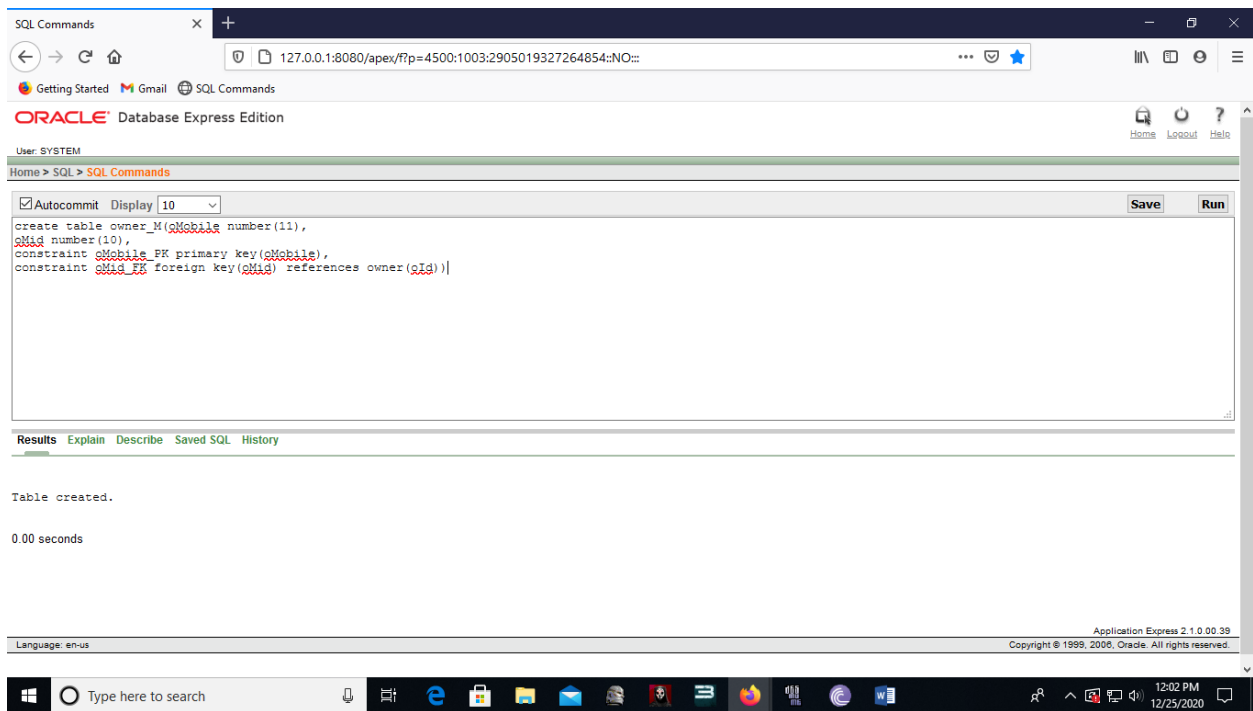 SQL Commands
127.0.0.1:8080/apex/f?p=4500:1003:2905019327264854::NO:::
Getting Started Gmail SQL Commands
ORACLE Database Express Edition
Home Logout Help
User: SYSTEM
Home > SQL > SQL Commands
Autocommit Display 10 Save Run
create table owner_M(oMobile number(11),
oMid number(10),
constraint oMobile_PK primary key(oMobile),
constraint oMid_FK foreign key(oMid) references owner(oId))
Results Explain Describe Saved SQL History
Table created.
0.00 seconds
Application Express 2.1.0.00.39
Language: en-us Copyright © 1999, 2006, Oracle. All rights reserved.
Type here to search
12:02 PM
12/25/2020